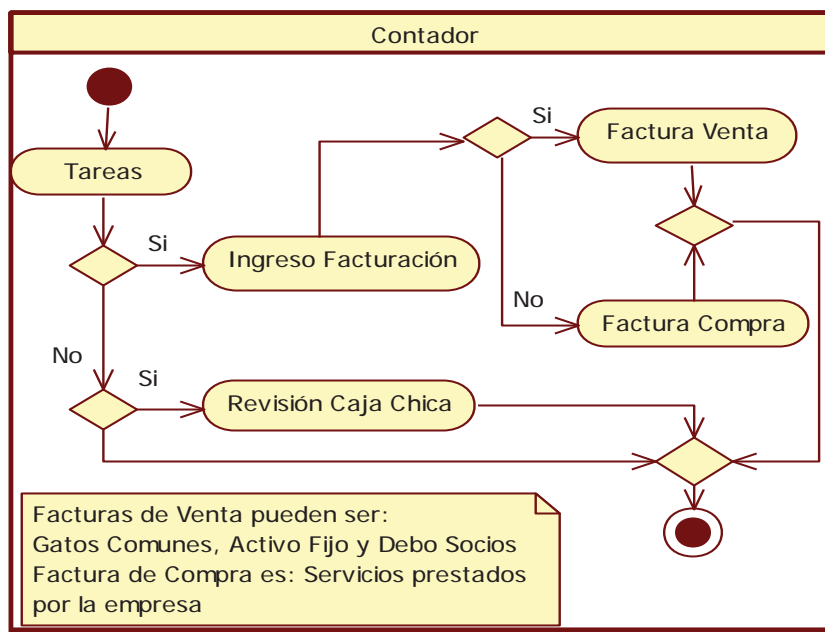 Contador
Si
Factura Venta
Tareas
Si
Ingreso Facturación
No
Factura Compra
No
Si
Revisión Caja Chica
Facturas de Venta pueden ser:
Gatos Comunes, Activo Fijo y Debo Socios
Factura de Compra es: Servicios prestados
por la empresa